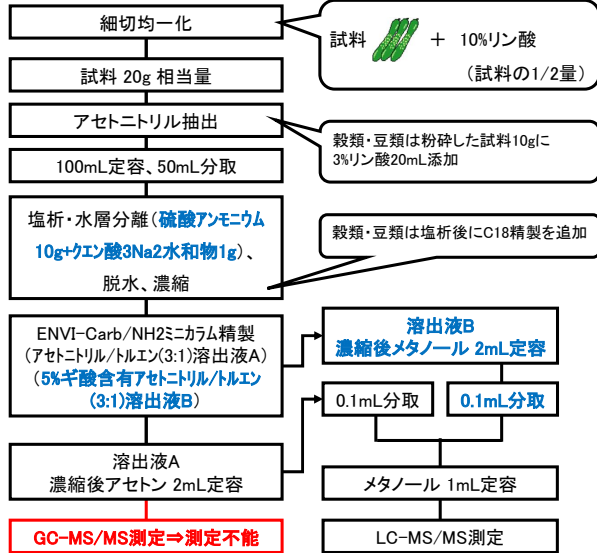 細切均一化
試料 + 10%リン酸
(試料の1/2量)
試料 20g 相当量
アセトニトリル抽出
穀類・豆類は粉砕した試料10gに
3%リン酸20mL添加
100mL定容、50mL分取
塩析・水層分離(硫酸アンモニウム
10g+クエン酸3Na2水和物1g)、
脱水、濃縮
穀類・豆類は塩析後にC18精製を追加
ENVI-Carb/NH2ミニカラム精製
(アセトニトリル/トルエン(3:1)溶出液A)
(5%ギ酸含有アセトニトリル/トルエン
(3:1)溶出液B)
溶出液B
濃縮後メタノール 2mL定容
0.1mL分取
0.1mL分取
溶出液A
濃縮後アセトン 2mL定容
メタノール 1mL定容
GC-MS/MS測定⇒測定不能
LC-MS/MS測定